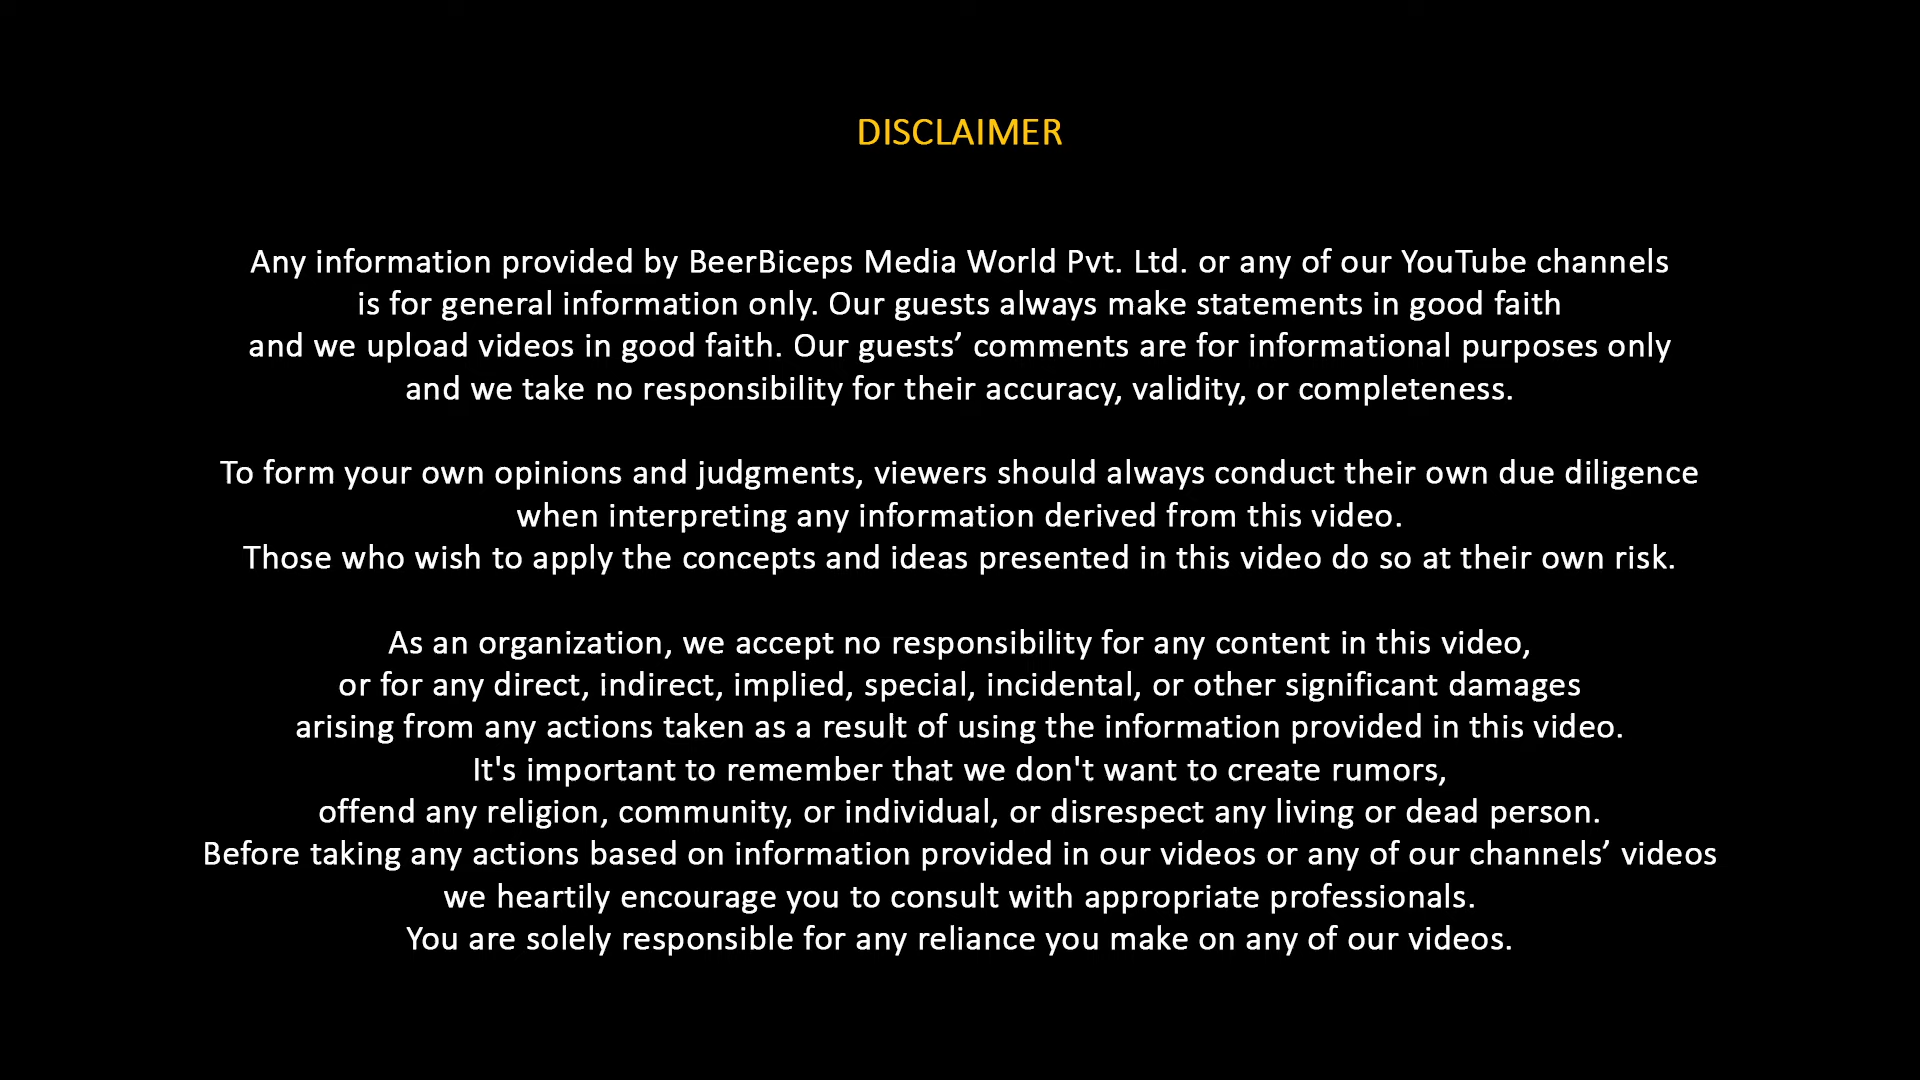 DISCLAIMER
Any information provided by BeerBiceps Media World Pvt. Ltd. or any of our YouTube channels
is for general information only. Our guests always make statements in good faith
and we upload videos in good faith. Our guests’ comments are for informational purposes only
and we take no responsibility for their accuracy, validity, or completeness.
To form your own opinions and judgments, viewers should always conduct their own due diligence
when interpreting any information derived from this video.
Those who wish to apply the concepts and ideas presented in this video do so at their own risk.
As an organization, we accept no responsibility for any content in this video,
or for any direct, indirect, implied, special, incidental, or other significant damages
arising from any actions taken as a result of using the information provided in this video.
It's important to remember that we don't want to create rumors,
offend any religion, community, or individual, or disrespect any living or dead person.
Before taking any actions based on information provided in our videos or any of our channels’ videos
we heartily encourage you to consult with appropriate professionals.
You are solely responsible for any reliance you make on any of our videos.